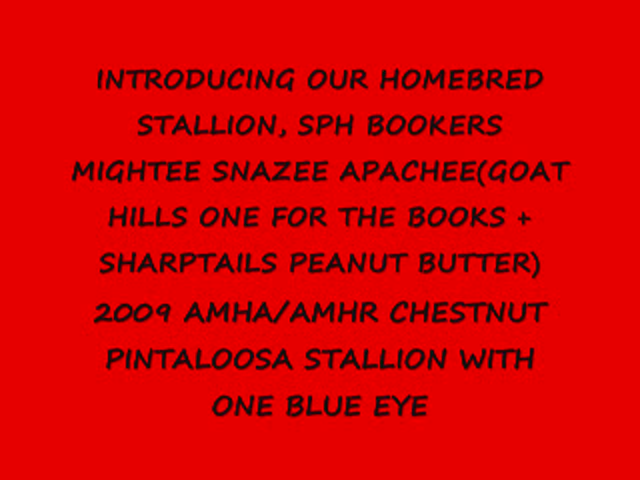 INTRODUCING OUR HOMEBRED
STALLION, SPH BOOKERS
MIGHTEE SNAZEE APACHEE(GOAT
HILLS ONE FOR THE BOOKS +
SHARPTAILS PEANUT BUTTER)
2009 AMHA/AMHR CHESTNUT
PINTALOOSA STALLION WITH
ONE BLUE EYE